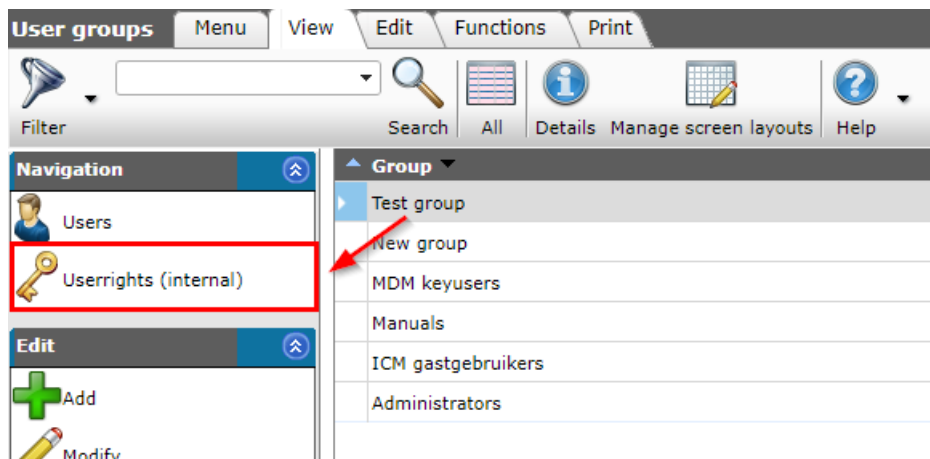 User groups Menu View Edit Functions Print
Filter Search All Details Manage screen layouts Help
Navigation
Users
Userrights (internal)
Edit
Add
Modify
Group
Test group
New group
MDM keyusers
Manuals
ICM gastgebruikers
Administrators